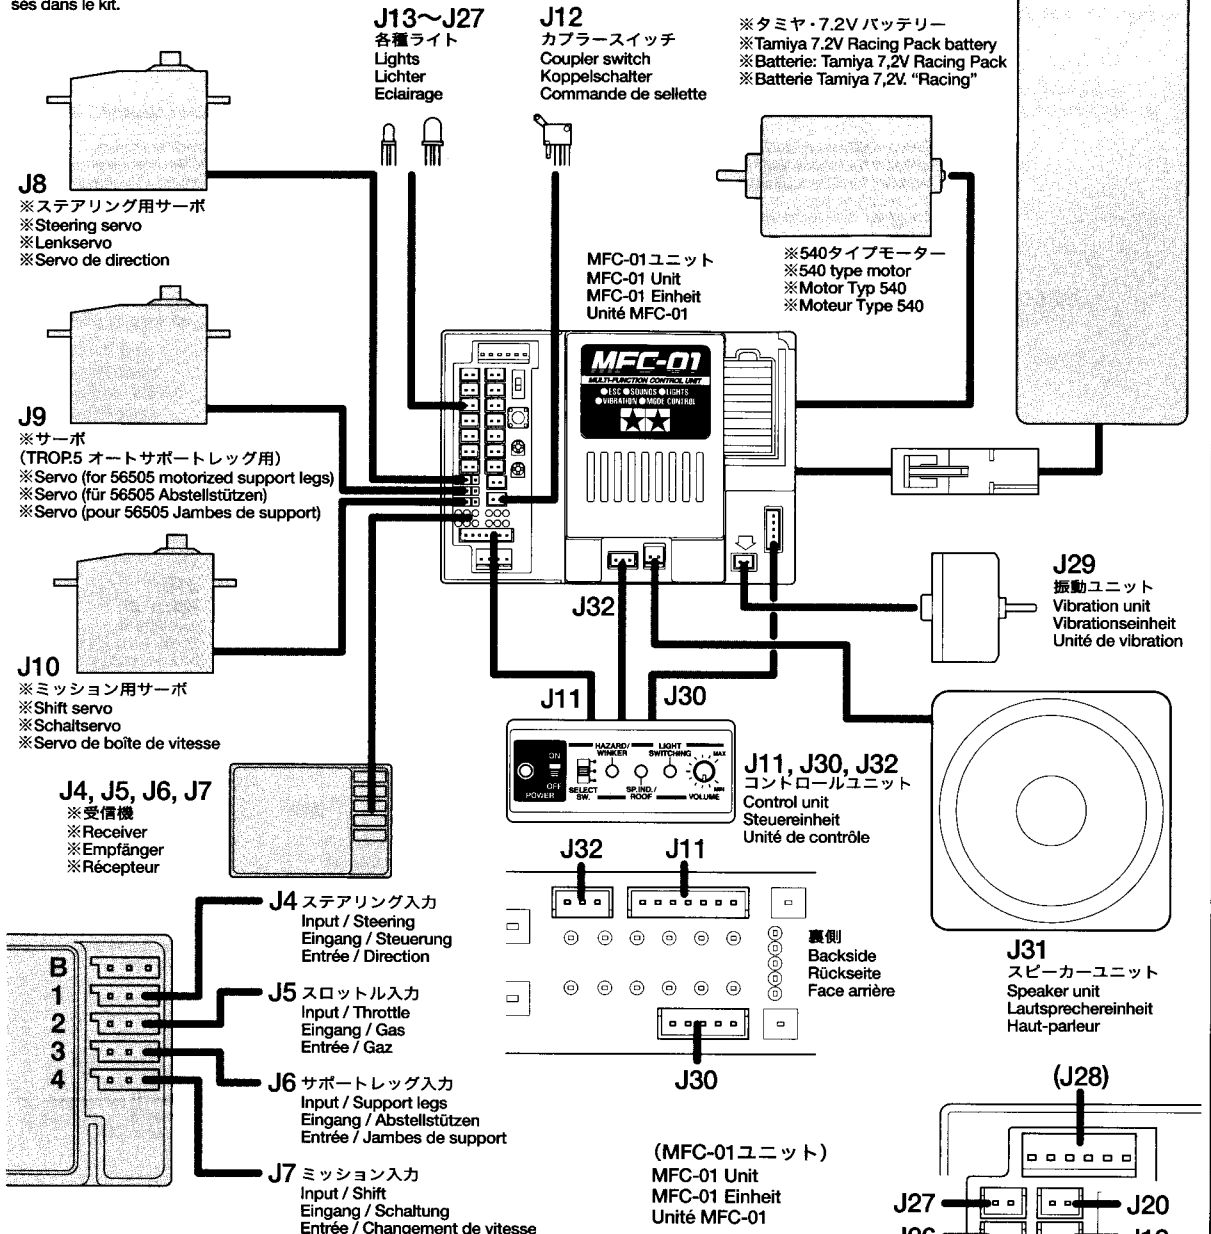 sés dans le kit.
J13～J27
各種ライト
Lights
Lichter
Eclairage
J12
カプラースイッチ
Coupler switch
Koppelschalter
Commande de sellette
※タミヤ・7.2V バッテリー
※Tamiya 7.2V Racing Pack battery
※Batterie: Tamiya 7,2V Racing Pack
※Batterie Tamiya 7,2V. “Racing”
J8
※ステアリング用サーボ
※Steering servo
※Lenkservo
※Servo de direction
MFC-01ユニット
MFC-01 Unit
MFC-01 Einheit
Unité MFC-01
※540タイプモーター
※540 type motor
※Motor Typ 540
※Moteur Type 540
MFC-01
MULTI-FUNCTION CONTROL UNIT
●ESC ●SOUNDS ●LIGHTS
●VIBRATION ●MODE CONTROL
J9
※サーボ
（TROP.5 オートサポートレッグ用）
※Servo (for 56505 motorized support legs)
※Servo (für 56505 Abstellstützen)
※Servo (pour 56505 Jambes de support)
J29
振動ユニット
Vibration unit
Vibrationseinheit
Unité de vibration
J32
J10
※ミッション用サーボ
※Shift servo
※Schaltservo
※Servo de boîte de vitesse
J11
J30
ON
OFF
POWER
HAZARD/
WINKER
LIGHT
SWITCHING
MAX
SELECT
SW.
SP.IND./
ROOF
VOLUME
MIN
J11, J30, J32
コントロールユニット
Control unit
Steuereinheit
Unité de contrôle
J4, J5, J6, J7
※受信機
※Receiver
※Empfänger
※Récepteur
J32
J11
裏側
Backside
Rückseite
Face arrière
J30
J31
スピーカーユニット
Speaker unit
Lautsprechereinheit
Haut-parleur
B
1
2
3
4
J4 ステアリング入力
Input / Steering
Eingang / Steuerung
Entrée / Direction
J5 スロットル入力
Input / Throttle
Eingang / Gas
Entrée / Gaz
J6 サポートレッグ入力
Input / Support legs
Eingang / Abstellstützen
Entrée / Jambes de support
J7 ミッション入力
Input / Shift
Eingang / Schaltung
Entrée / Changement de vitesse
（MFC-01ユニット）
MFC-01 Unit
MFC-01 Einheit
Unité MFC-01
(J28)
J27
J20